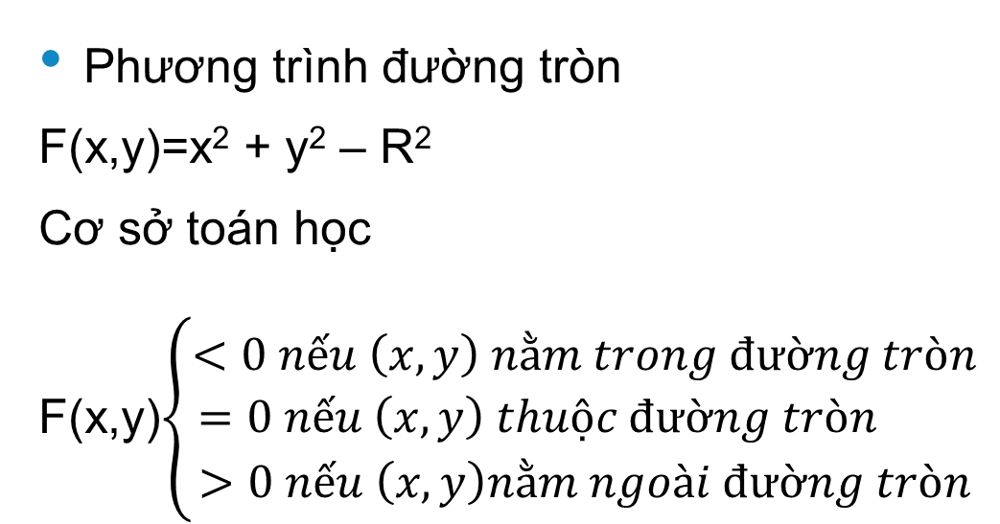 • Phương trình đường tròn
F(x,y)=x² + y² – R²
Cơ sở toán học
< 0 nếu (x, y) nằm trong đường tròn
F(x,y){ = 0 nếu (x, y) thuộc đường tròn
> 0 nếu (x, y)nằm ngoài đường tròn